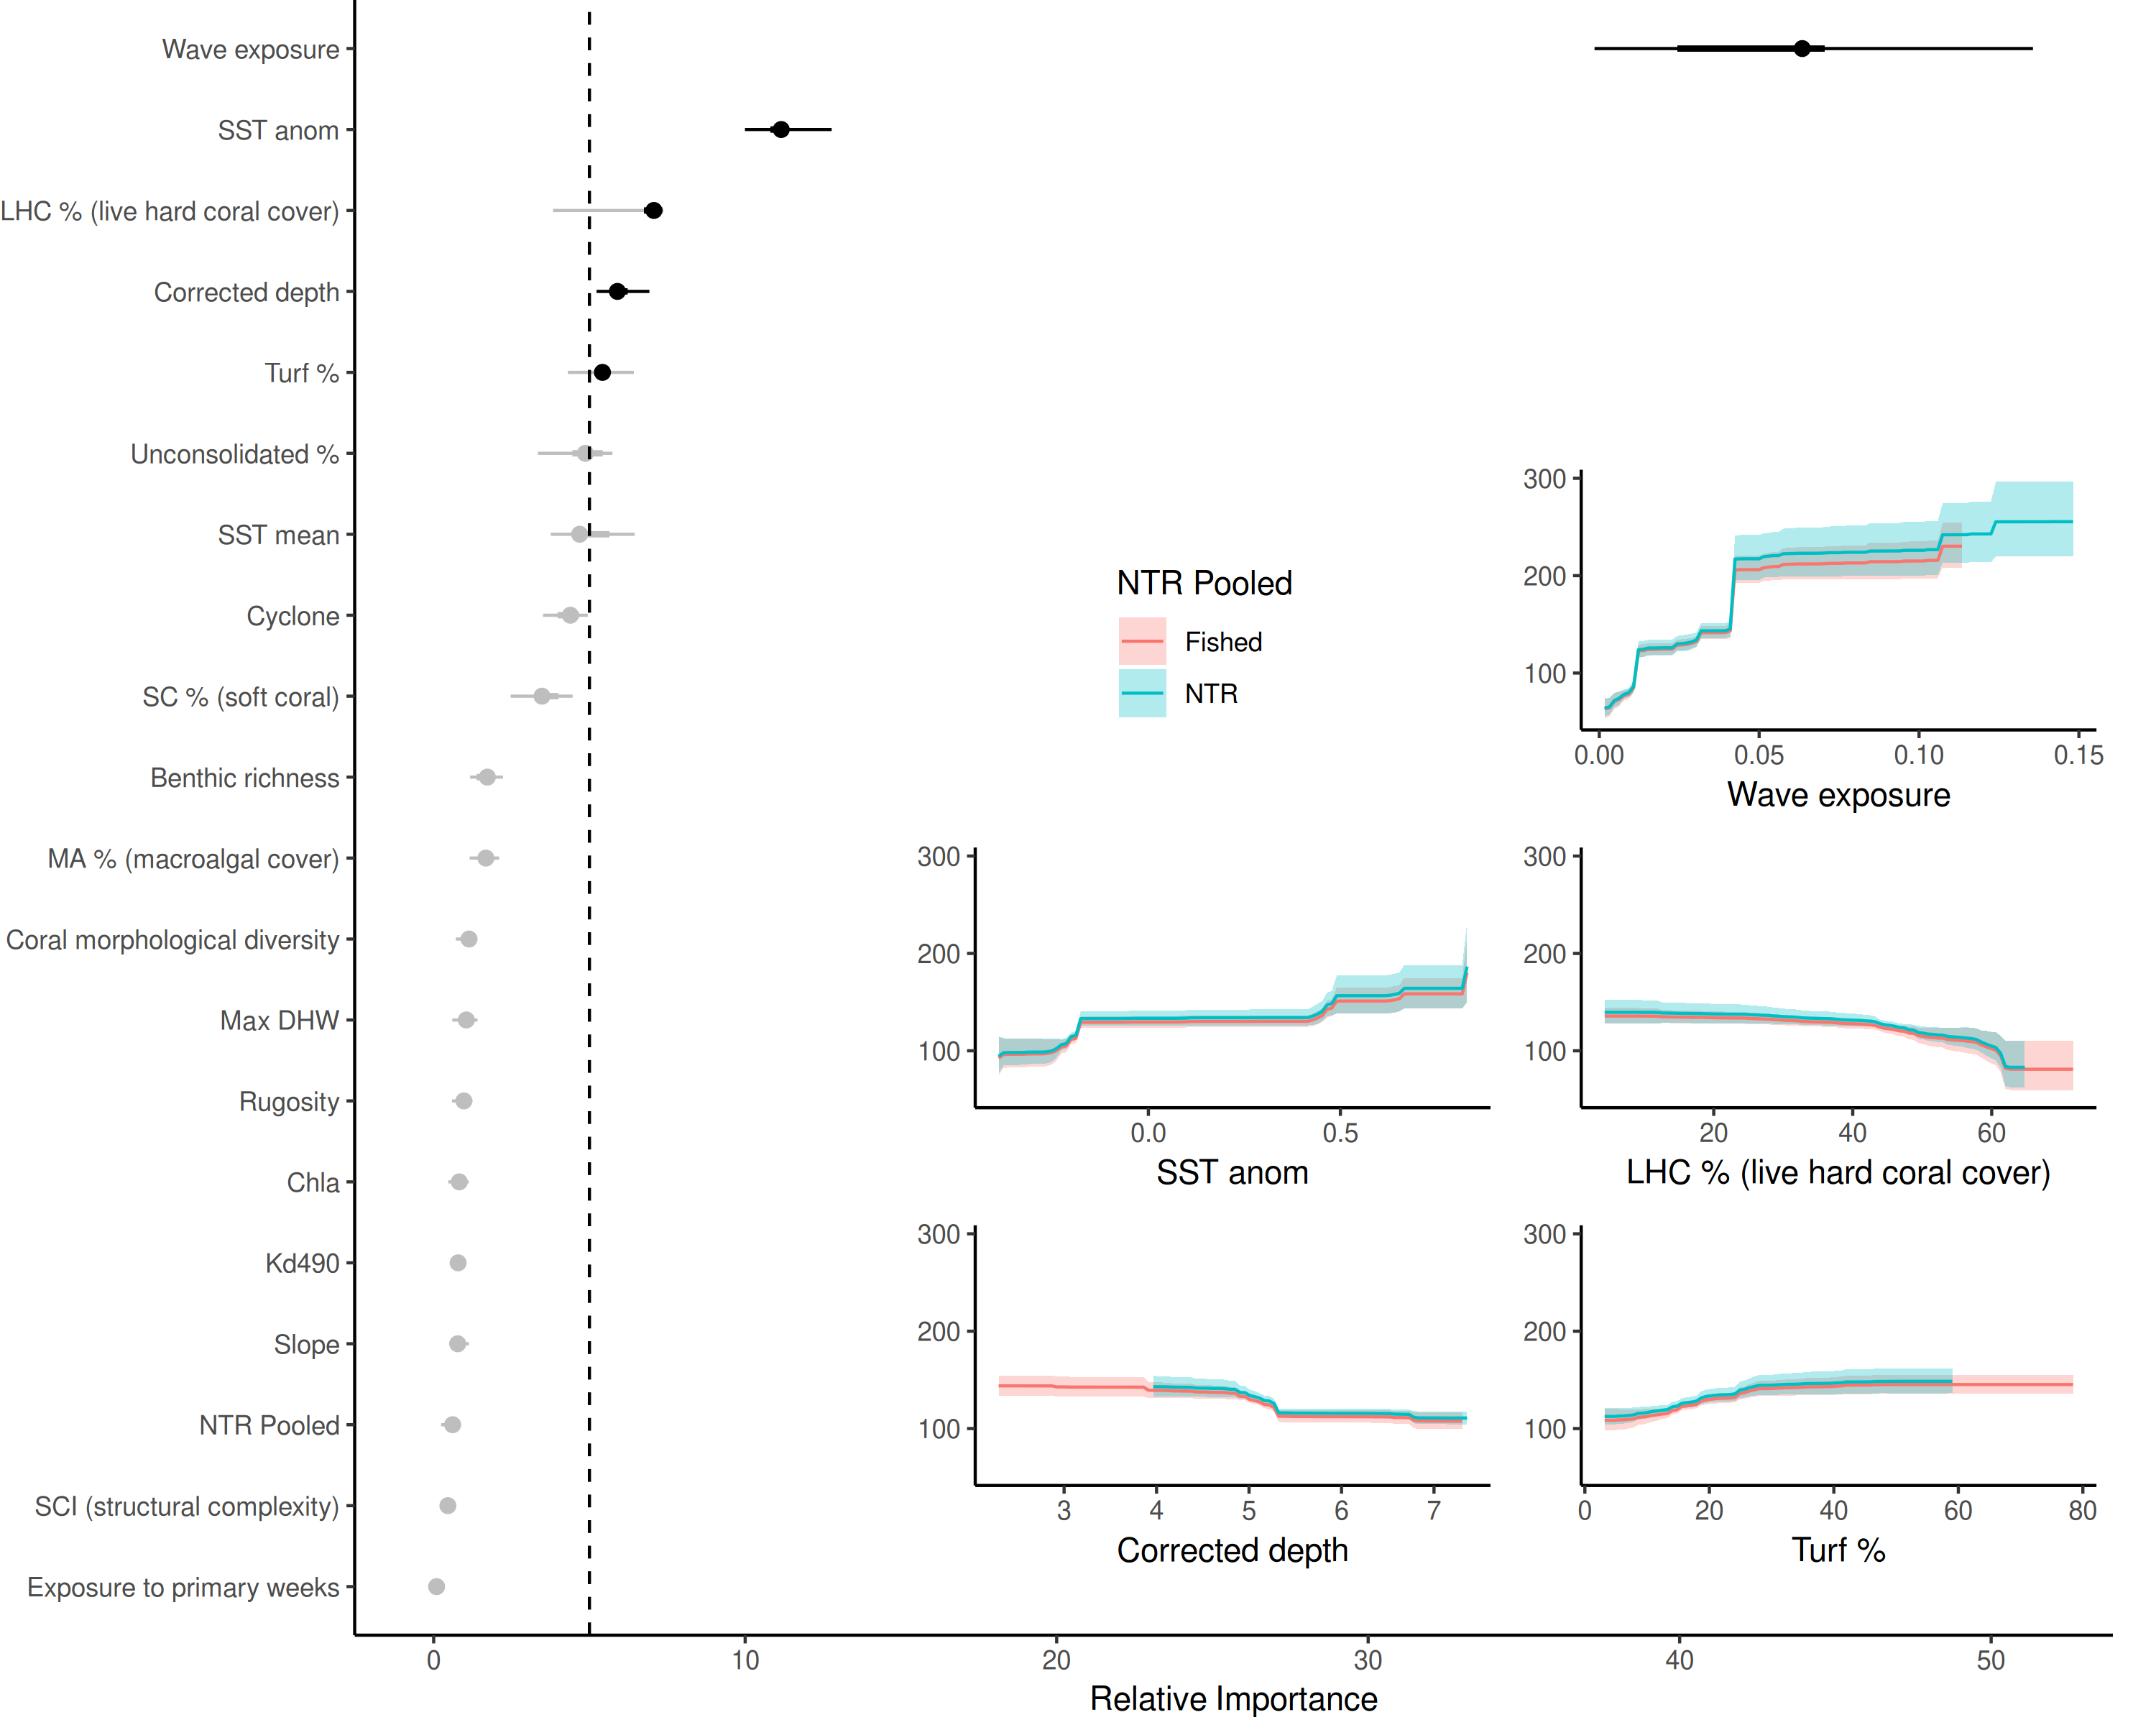 Wave exposure
SST anom
LHC % (live hard coral cover)
Corrected depth
Turf %
Unconsolidated %
SST mean
Cyclone
SC % (soft coral)
Benthic richness
MA % (macroalgal cover)
Coral morphological diversity
Max DHW
Rugosity
Chla
Kd490
Slope
NTR Pooled
SCI (structural complexity)
Exposure to primary weeks
0 10 20 30 40 50
Relative Importance
NTR Pooled
Fished
NTR
300
200
100
0.00 0.05 0.10 0.15
Wave exposure
300
200
100
0.0 0.5
SST anom
300
200
100
20 40 60
LHC % (live hard coral cover)
300
200
100
3 4 5 6 7
Corrected depth
300
200
100
0 20 40 60 80
Turf %